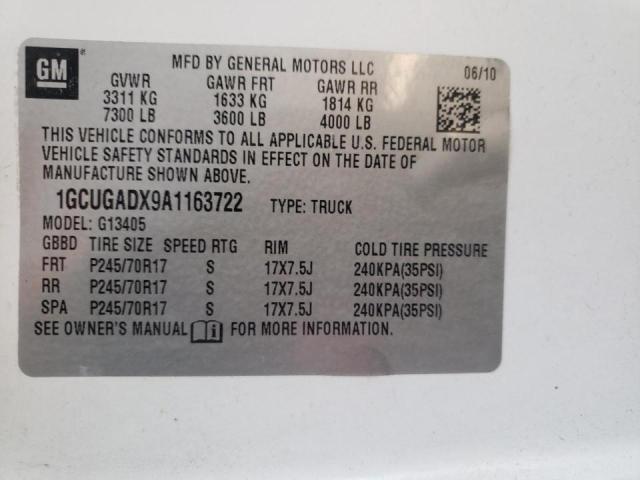 GM ®
MFD BY GENERAL MOTORS LLC 06/10
GVWR GAWR FRT GAWR RR
3311 KG 1633 KG 1814 KG
7300 LB 3600 LB 4000 LB
THIS VEHICLE CONFORMS TO ALL APPLICABLE U.S. FEDERAL MOTOR
VEHICLE SAFETY STANDARDS IN EFFECT ON THE DATE OF
MANUFACTURE SHOWN ABOVE.
1GCUGADX9A1163722 TYPE: TRUCK
MODEL: G13405
GBBD TIRE SIZE SPEED RTG RIM COLD TIRE PRESSURE
FRT P245/70R17 S 17X7.5J 240KPA(35PSI)
RR P245/70R17 S 17X7.5J 240KPA(35PSI)
SPA P245/70R17 S 17X7.5J 240KPA(35PSI)
SEE OWNER'S MANUAL i FOR MORE INFORMATION.